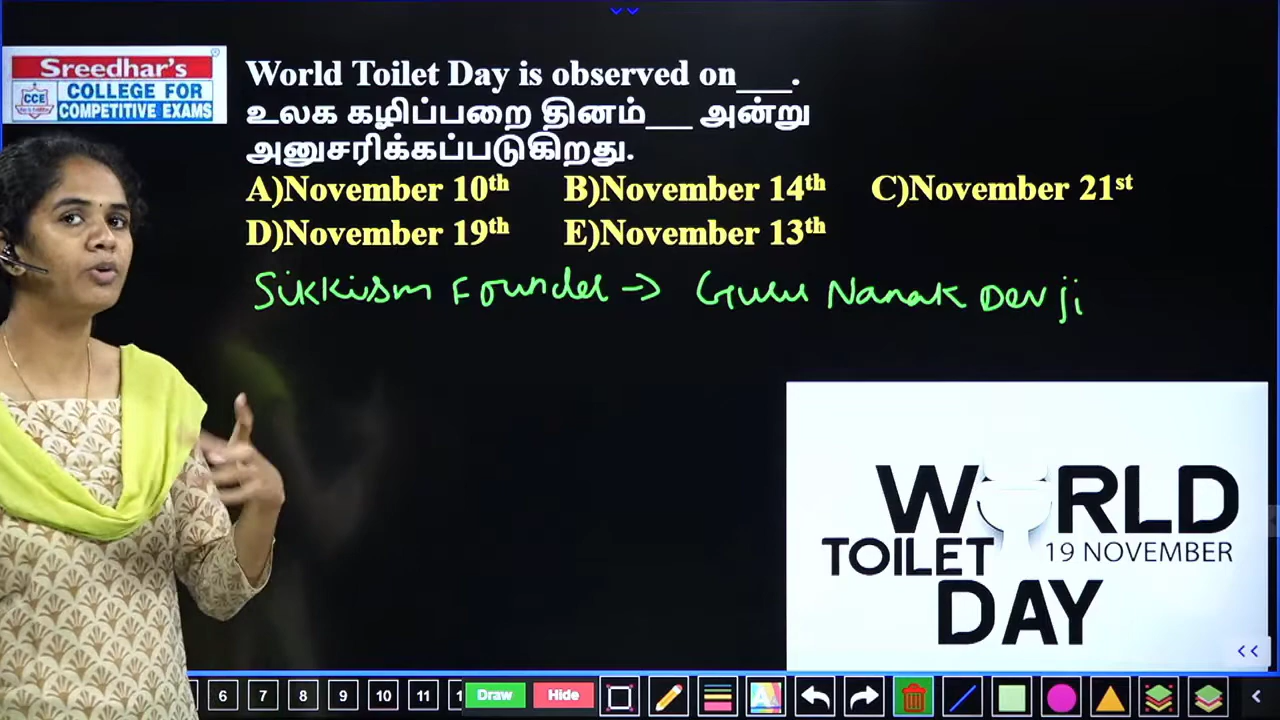 Sreedhar's
CCE
COLLEGE FOR
COMPETITIVE EXAMS
World Toilet Day is observed on___.
உலக கழிப்பறை தினம்___ அன்று
அனுசரிக்கப்படுகிறது.
A)November 10th B)November 14th C)November 21st
D)November 19th E)November 13th
Sikkism Founder → Guru Nanak Dev ji
WORLD
TOILET 19 NOVEMBER
DAY
<<
6 7 8 9 10 11 1 Draw Hide